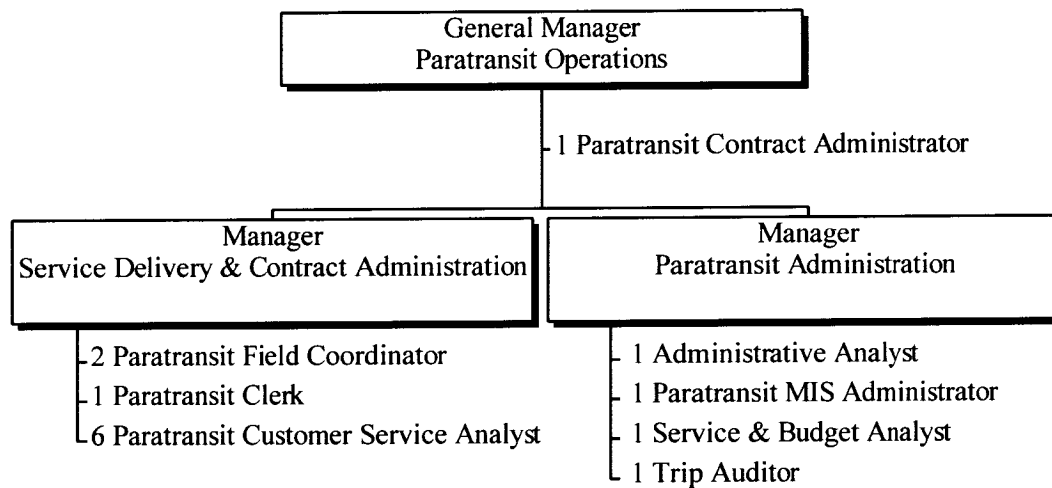 General Manager
Paratransit Operations
1 Paratransit Contract Administrator
Manager
Service Delivery & Contract Administration
2 Paratransit Field Coordinator
1 Paratransit Clerk
6 Paratransit Customer Service Analyst
Manager
Paratransit Administration
1 Administrative Analyst
1 Paratransit MIS Administrator
1 Service & Budget Analyst
1 Trip Auditor